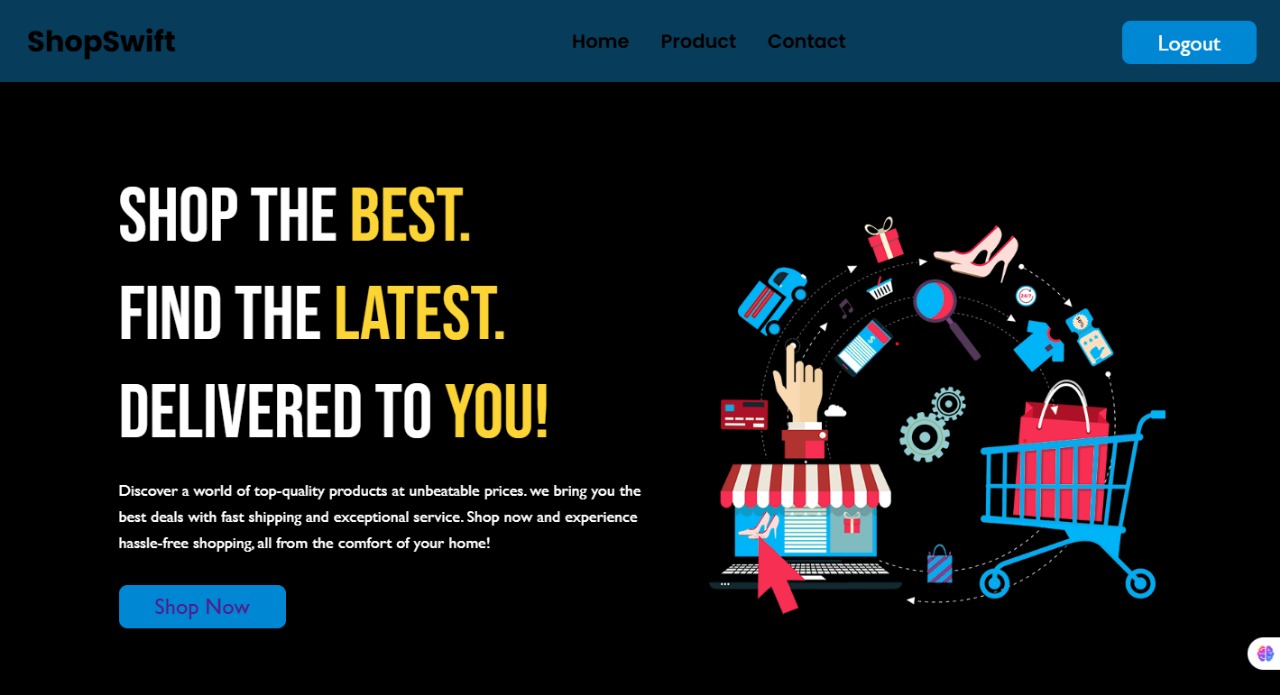 ShopSwift
Home Product Contact
Logout
SHOP THE BEST.
FIND THE LATEST.
DELIVERED TO YOU!
Discover a world of top-quality products at unbeatable prices. we bring you the
best deals with fast shipping and exceptional service. Shop now and experience
hassle-free shopping, all from the comfort of your home!
Shop Now
24/7